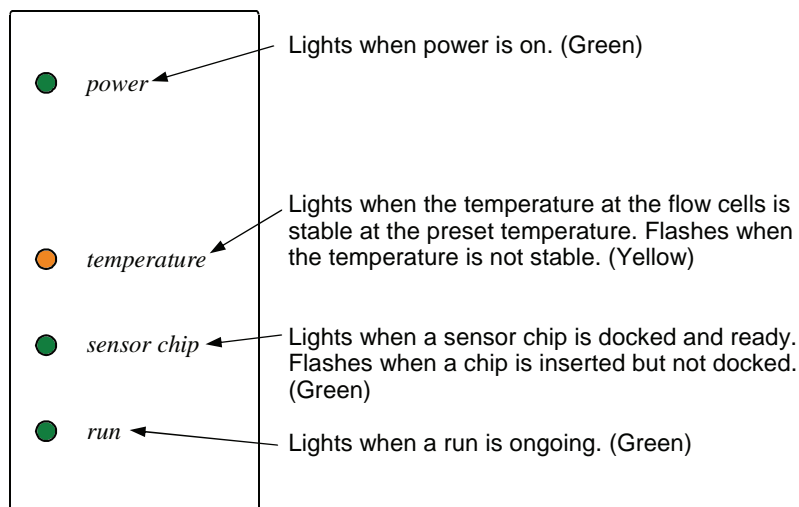 Lights when power is on. (Green)
power
Lights when the temperature at the flow cells is
stable at the preset temperature. Flashes when
the temperature is not stable. (Yellow)
temperature
Lights when a sensor chip is docked and ready.
Flashes when a chip is inserted but not docked.
(Green)
sensor chip
run
Lights when a run is ongoing. (Green)